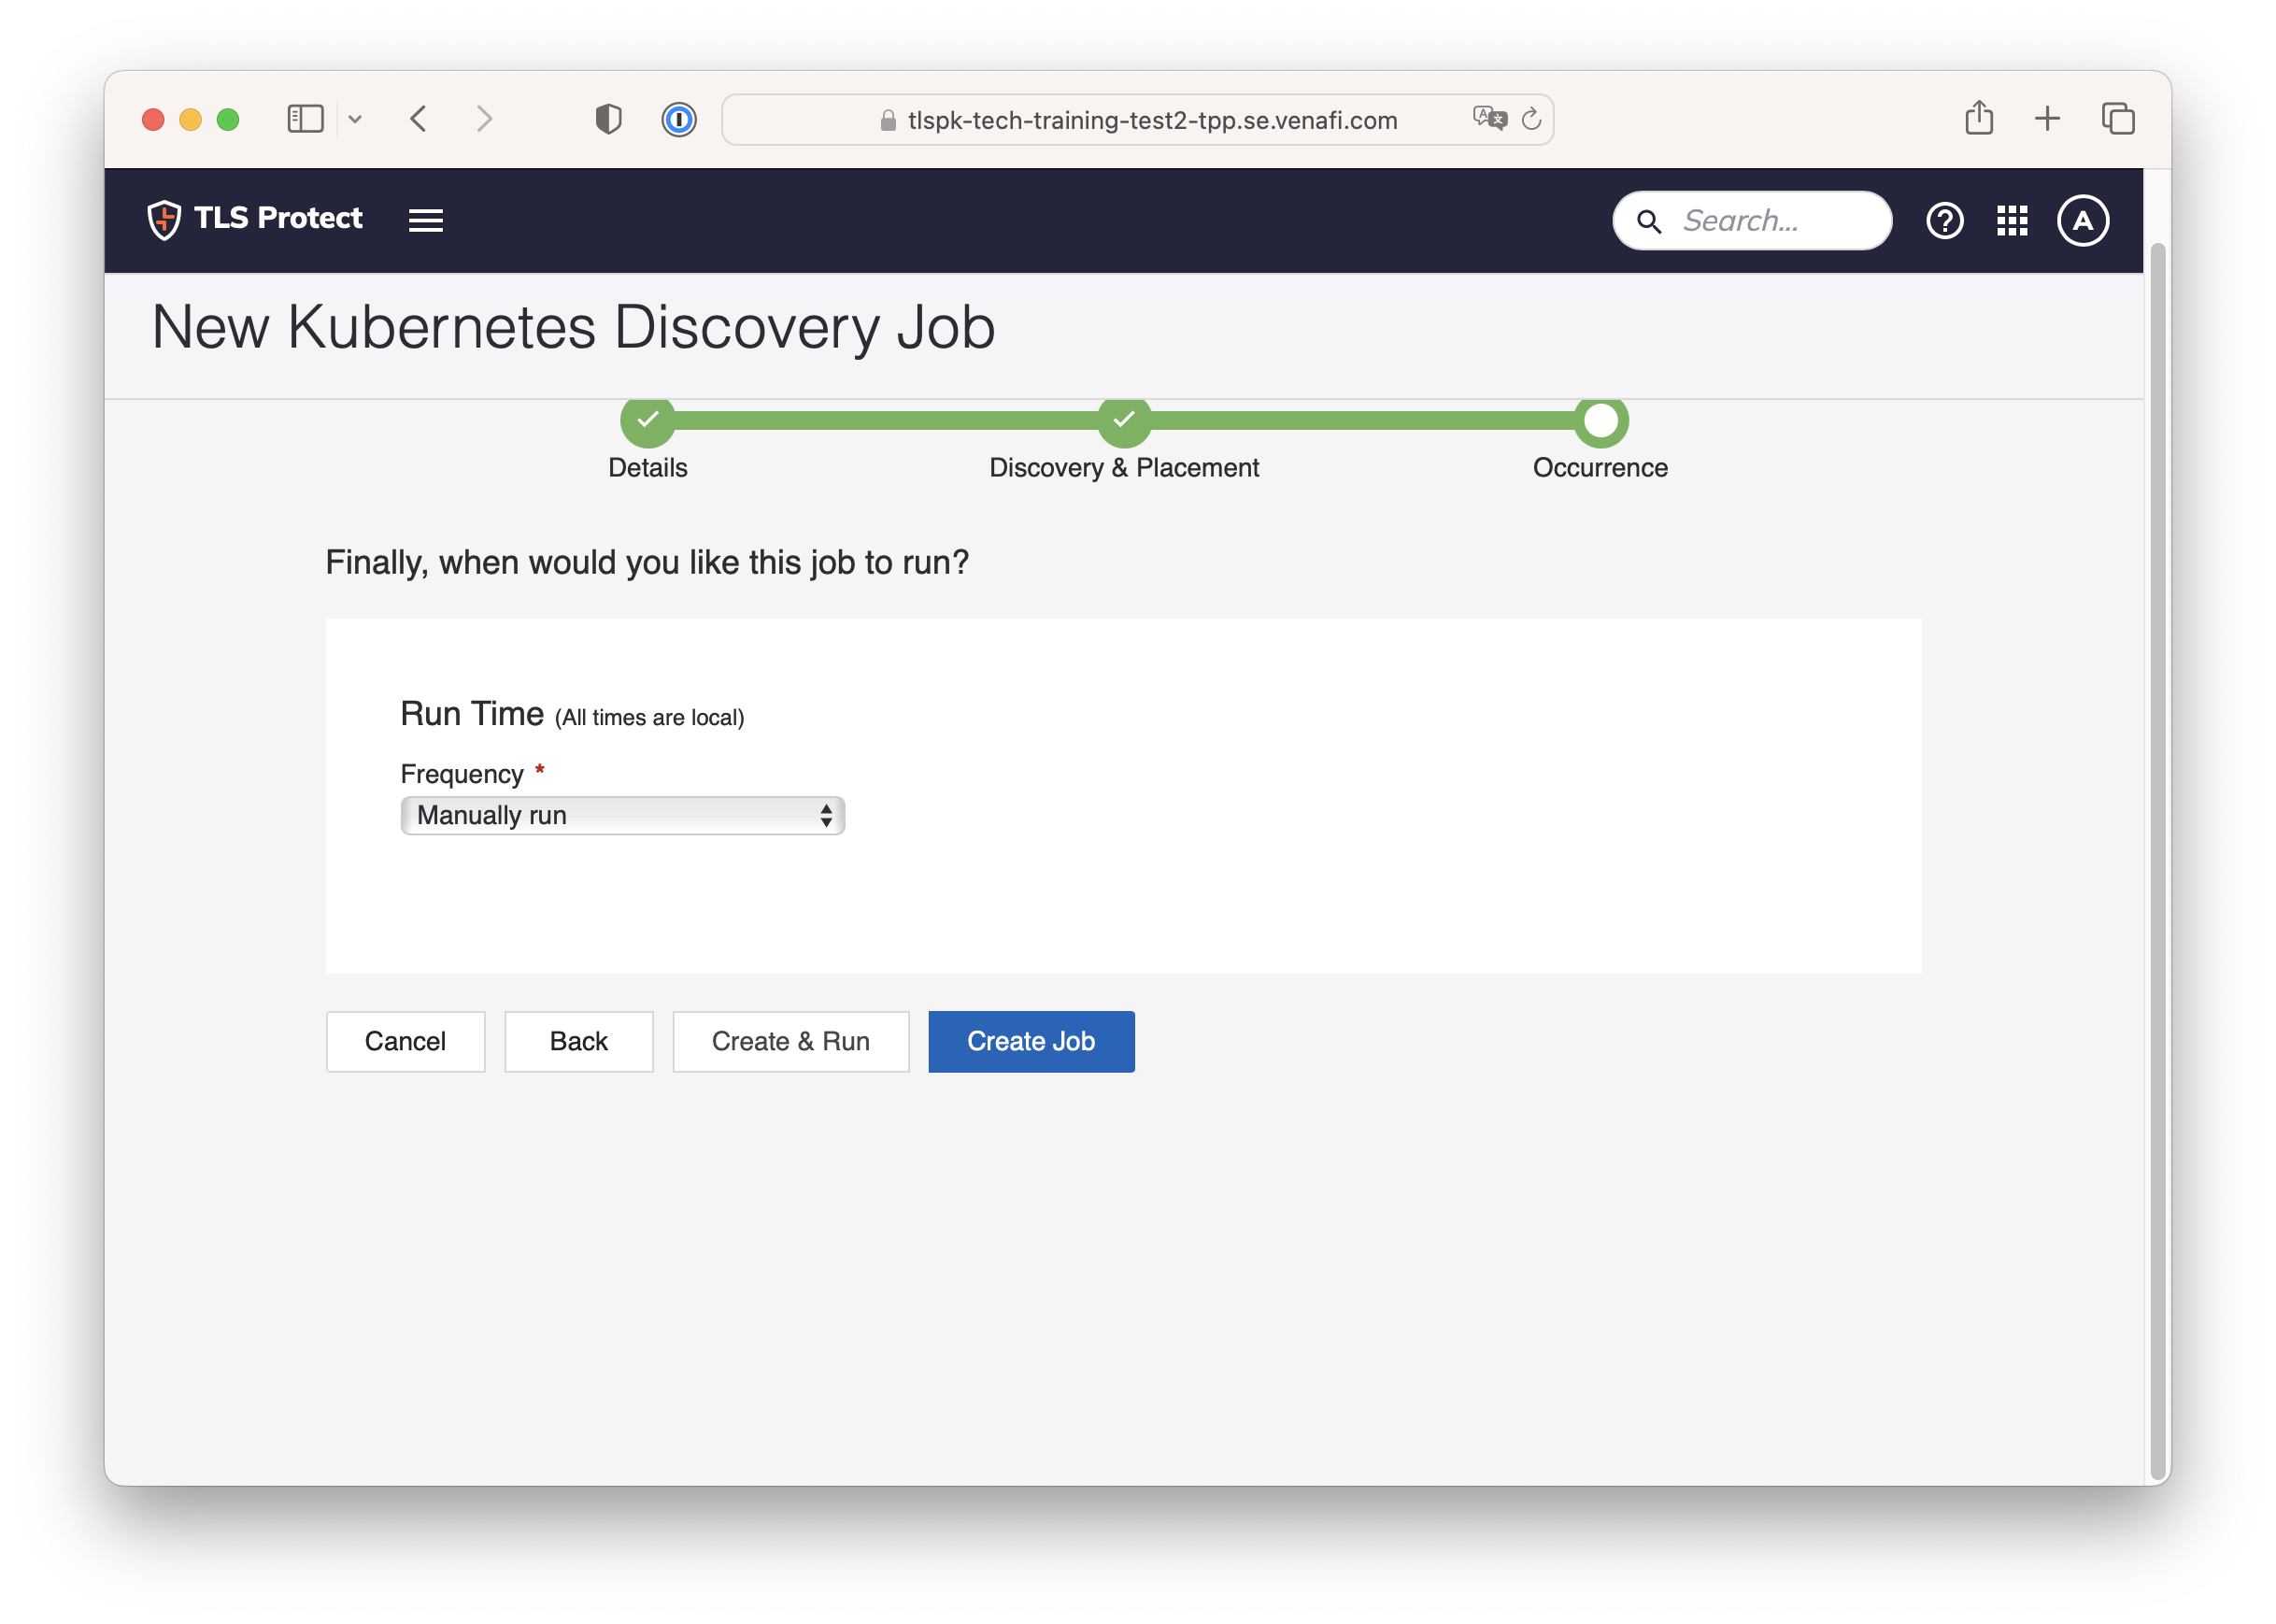 tlspk-tech-training-test2-tpp.se.venafi.com
TLS Protect
Search...
A
New Kubernetes Discovery Job
Details
Discovery & Placement
Occurrence
Finally, when would you like this job to run?
Run Time (All times are local)
Frequency *
Manually run
Cancel
Back
Create & Run
Create Job